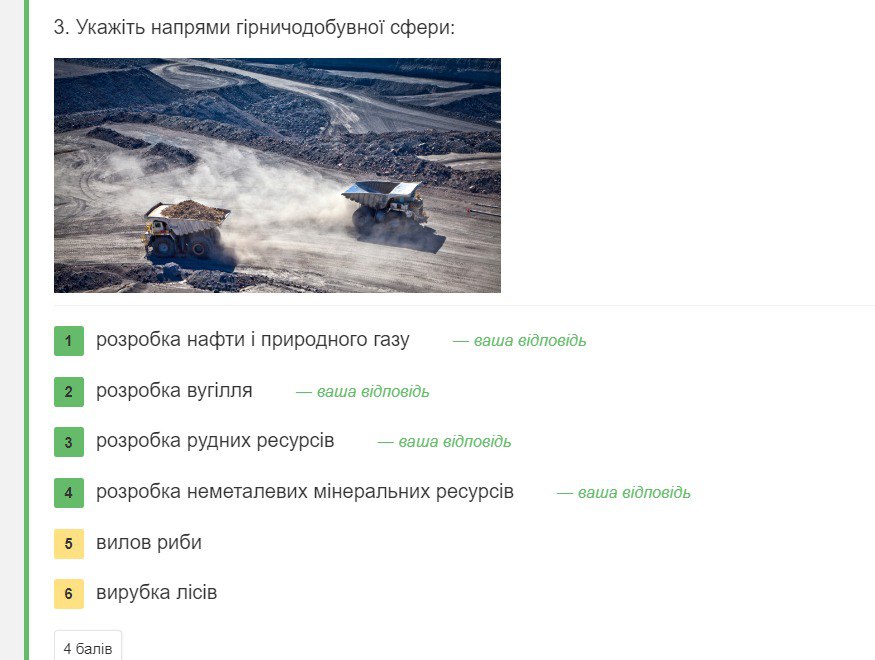 3. Укажіть напрями гірничодобувної сфери:
1 розробка нафти і природного газу — ваша відповідь
2 розробка вугілля — ваша відповідь
3 розробка рудних ресурсів — ваша відповідь
4 розробка неметалевих мінеральних ресурсів — ваша відповідь
5 вилов риби
6 вирубка лісів
4 балів